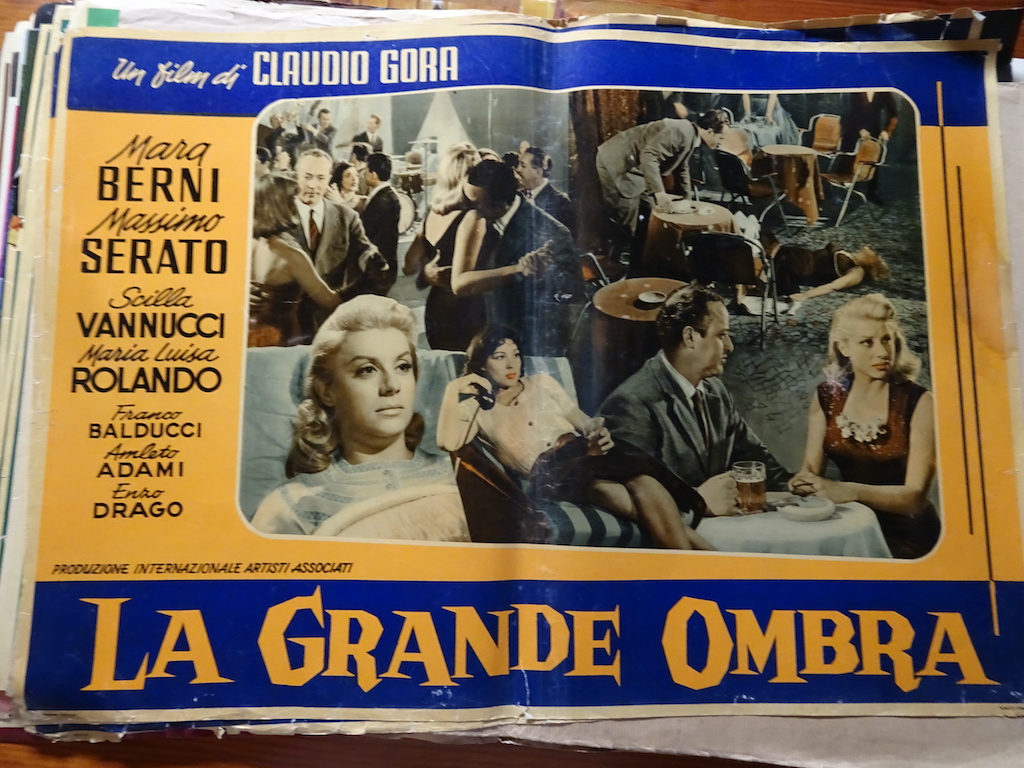 Un film di CLAUDIO GORA
Mara
BERNI
Massimo
SERATO
Scilla
VANNUCCI
Maria Luisa
ROLANDO
Franco
BALDUCCI
Amleto
ADAMI
Enzo
DRAGO
PRODUZIONE INTERNAZIONALE ARTISTI ASSOCIATI
LA GRANDE OMBRA